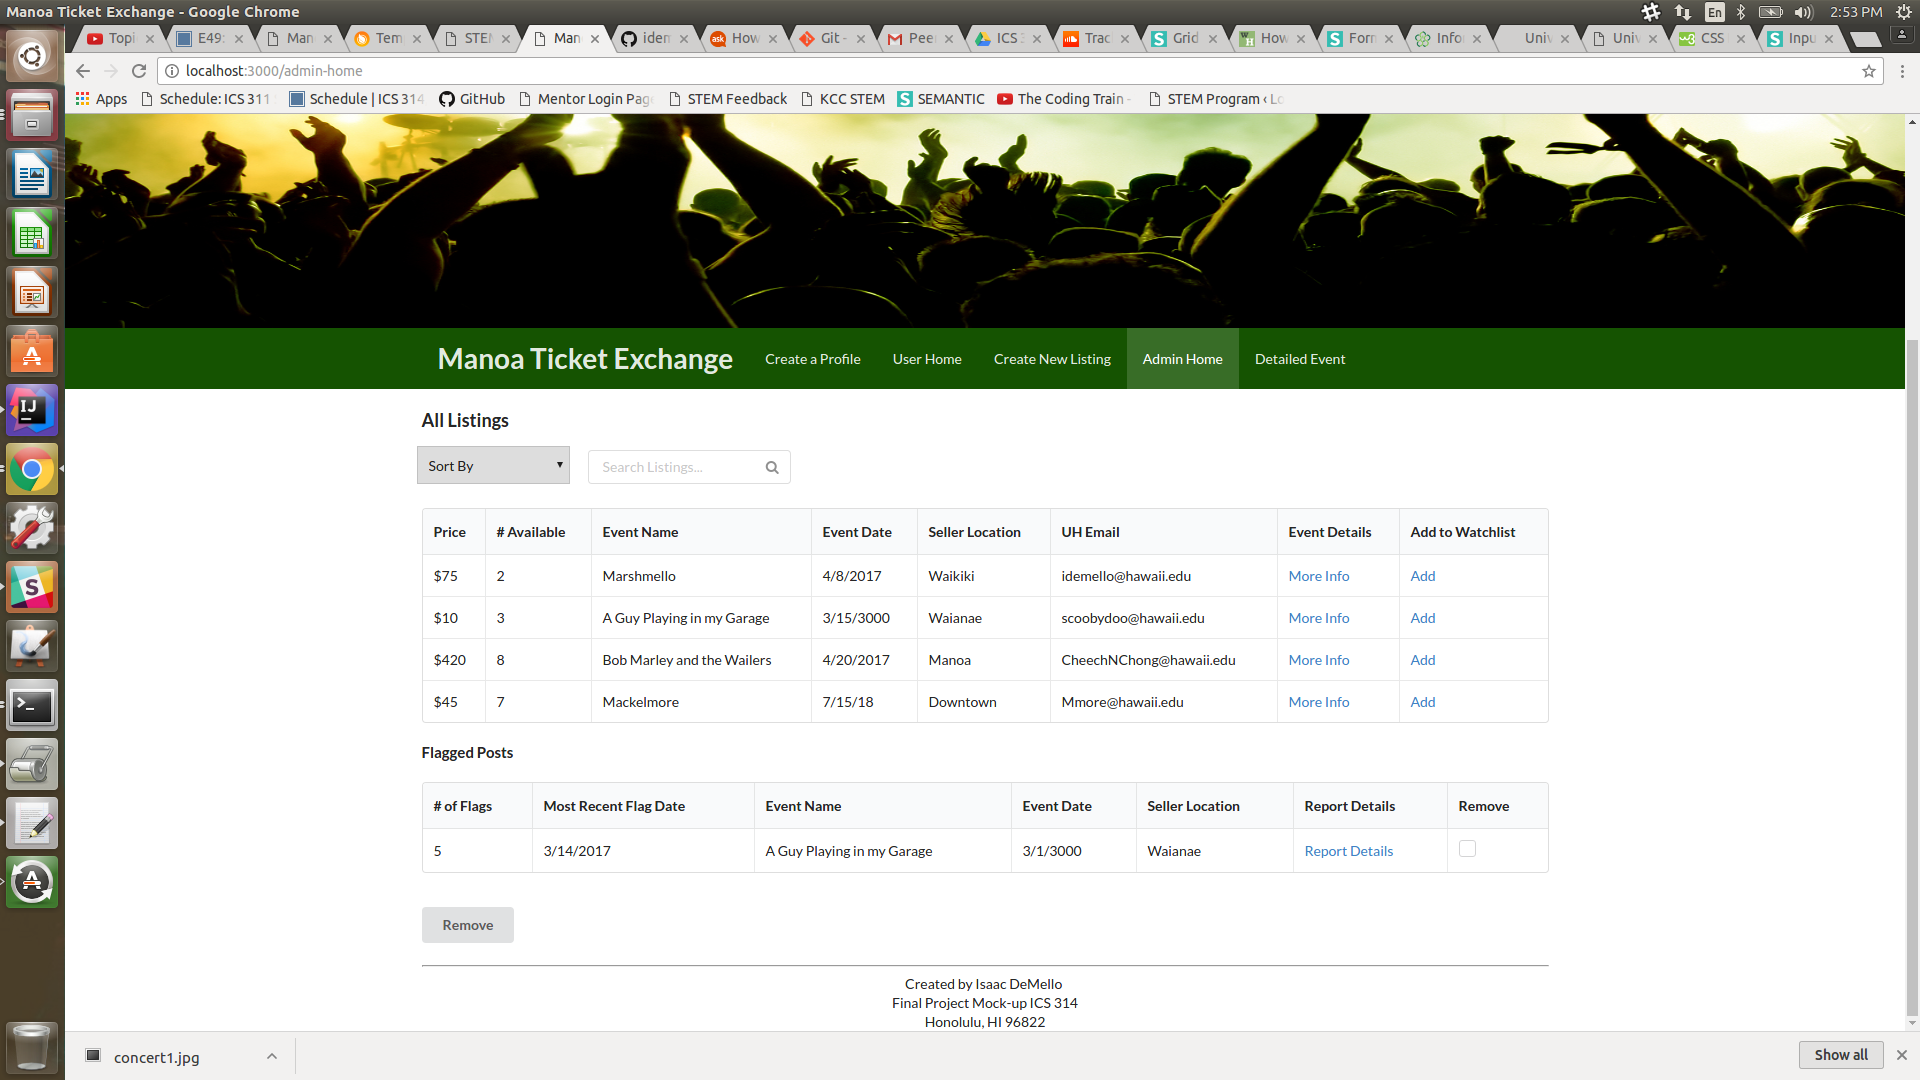 Manoa Ticket Exchange - Google Chrome
En
2:53 PM
Topi
E49:
Man
Tem
STEM
Man
idem
How
Git -
Peer
ICS 3
Trac
Grid
How
Form
Infor
Univ
Univ
CSS
Inpu
localhost:3000/admin-home
Apps
Schedule: ICS 311
Schedule | ICS 314
GitHub
Mentor Login Page
STEM Feedback
KCC STEM
SEMANTIC
The Coding Train -
STEM Program ‹ Lo
Manoa Ticket Exchange
Create a Profile
User Home
Create New Listing
Admin Home
Detailed Event
All Listings
Sort By
Search Listings...
Price # Available Event Name Event Date Seller Location UH Email Event Details Add to Watchlist
$75 2 Marshmello 4/8/2017 Waikiki idemello@hawaii.edu More Info Add
$10 3 A Guy Playing in my Garage 3/15/3000 Waianae scoobydoo@hawaii.edu More Info Add
$420 8 Bob Marley and the Wailers 4/20/2017 Manoa CheechNChong@hawaii.edu More Info Add
$45 7 Mackelmore 7/15/18 Downtown Mmore@hawaii.edu More Info Add
Flagged Posts
# of Flags Most Recent Flag Date Event Name Event Date Seller Location Report Details Remove
5 3/14/2017 A Guy Playing in my Garage 3/1/3000 Waianae Report Details
Remove
Created by Isaac DeMello
Final Project Mock-up ICS 314
Honolulu, HI 96822
concert1.jpg
Show all